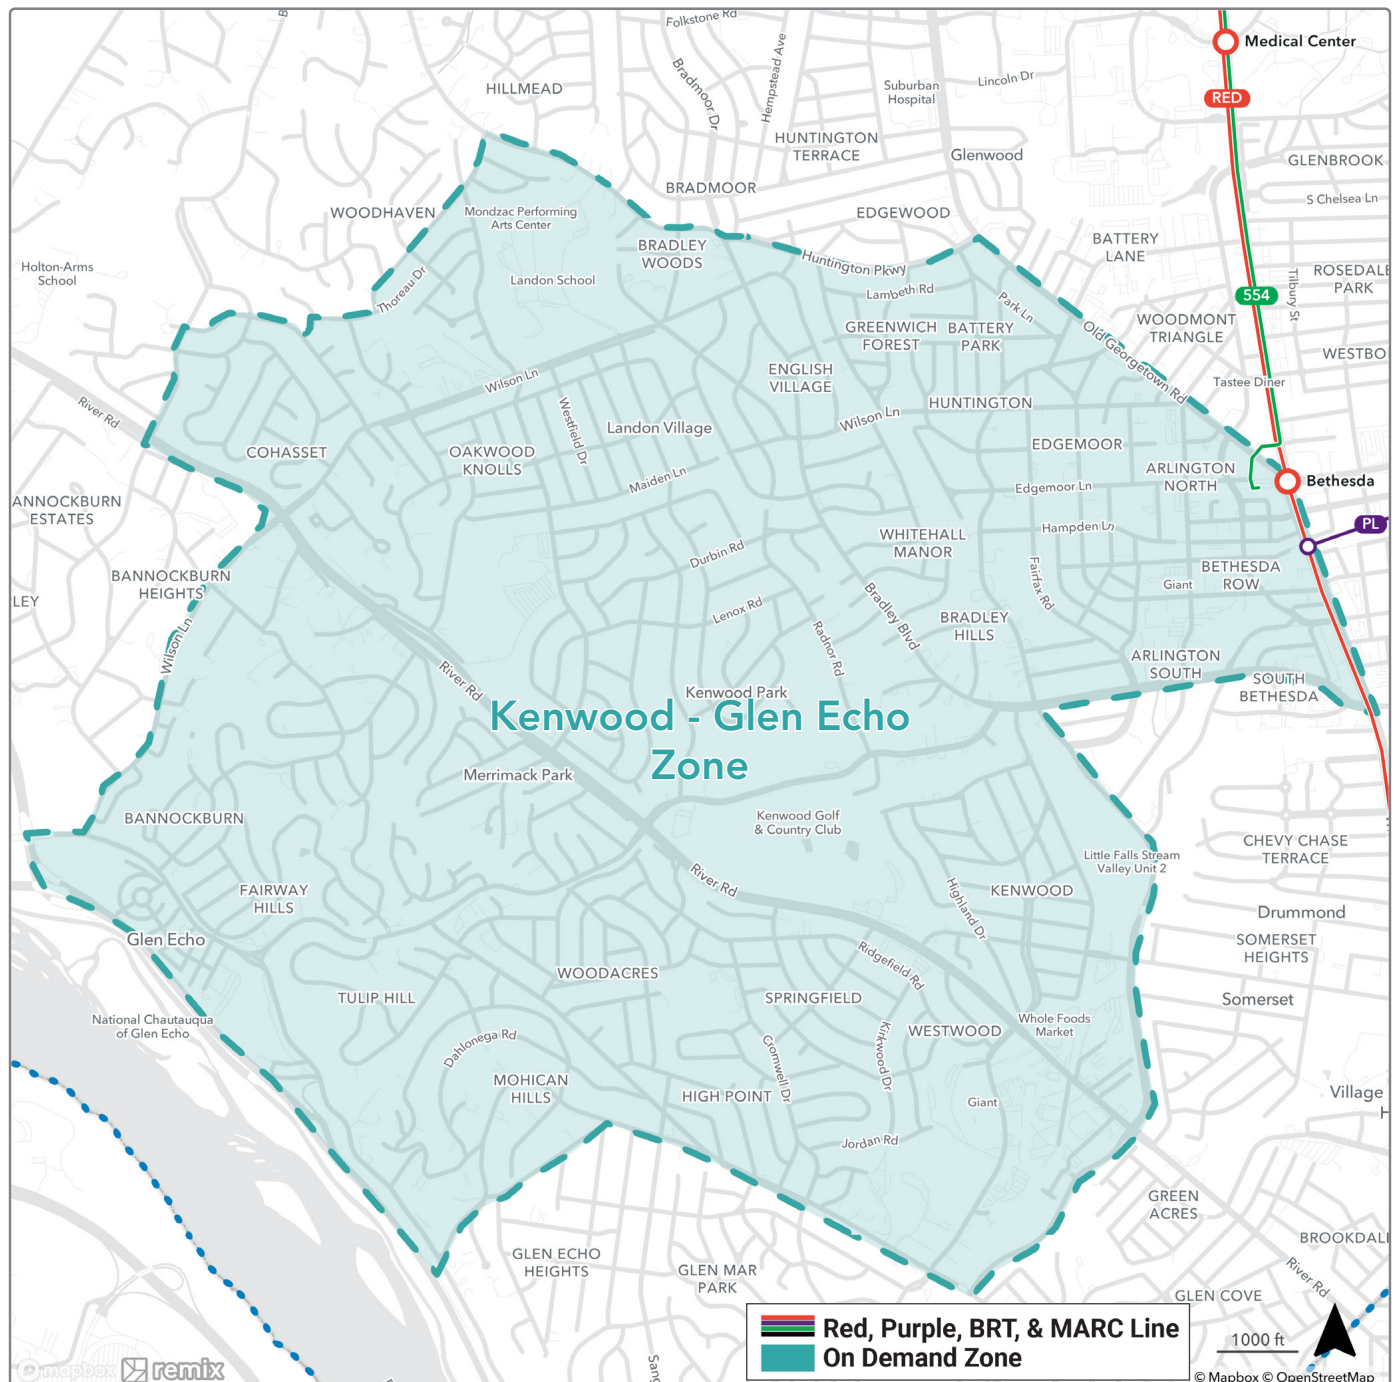 Folkstone Rd
Medical Center
Bradmoor Dr
Hempstead Ave
HILLMEAD
Suburban
Hospital
Lincoln Dr
RED
HUNTINGTON
TERRACE
Glenwood
GLENBROOK
BRADMOOR
S Chelsea Ln
WOODHAVEN
Mondzac Performing
Arts Center
EDGEWOOD
BRADLEY
WOODS
BATTERY
LANE
Holton-Arms
School
Landon School
Huntington Pkwy
Thoreau Dr
Lambeth Rd
Park Ln
554
Tilbury St
ROSEDALE
PARK
GREENWICH
FOREST
BATTERY
PARK
Old Georgetown Rd
WOODMONT
TRIANGLE
WESTBO
ENGLISH
VILLAGE
Wilson Ln
Tastee Diner
River Rd
Westfield Dr
Landon Village
Wilson Ln
HUNTINGTON
COHASSET
OAKWOOD
KNOLLS
EDGEMOOR
Maiden Ln
ARLINGTON
NORTH
Bethesda
Edgemoor Ln
ANNOCKBURN
ESTATES
Hampden Ln
PL
WHITEHALL
MANOR
Durbin Rd
BANNOCKBURN
HEIGHTS
LEY
Fairfax Rd
Giant
BETHESDA
ROW
Lenox Rd
Bradley Blvd
BRADLEY
HILLS
Radnor Rd
Wilson Ln
River Rd
ARLINGTON
SOUTH
SOUTH
BETHESDA
Kenwood Park
Kenwood - Glen Echo
Zone
Merrimack Park
BANNOCKBURN
Kenwood Golf
& Country Club
CHEVY CHASE
TERRACE
Little Falls Stream
Valley Unit 2
River Rd
FAIRWAY
HILLS
Highland Dr
KENWOOD
Drummond
Glen Echo
SOMERSET
HEIGHTS
Ridgefield Rd
WOODACRES
TULIP HILL
SPRINGFIELD
Somerset
National Chautauqua
of Glen Echo
Whole Foods
Market
WESTWOOD
Dahlonega Rd
Cromwell Dr
Kirkwood Dr
MOHICAN
HILLS
HIGH POINT
Giant
Village
H
Jordan Rd
GREEN
ACRES
BROOKDALE
GLEN ECHO
HEIGHTS
GLEN MAR
PARK
River Rd
GLEN COVE
Red, Purple, BRT, & MARC Line
On Demand Zone
1000 ft
Sang
mapbox
remix
© Mapbox © OpenStreetMap